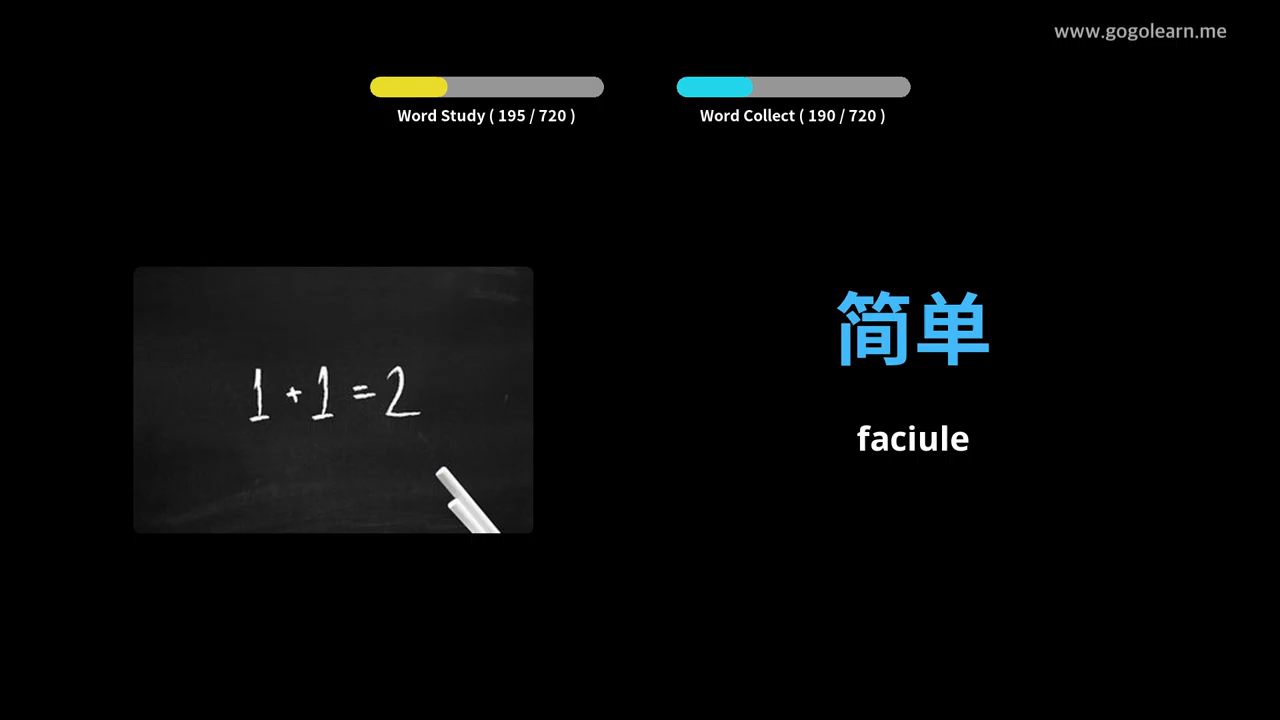 www.gogolearn.me
Word Study ( 195 / 720 )
Word Collect ( 190 / 720 )
1 + 1 = 2
简单
faciule